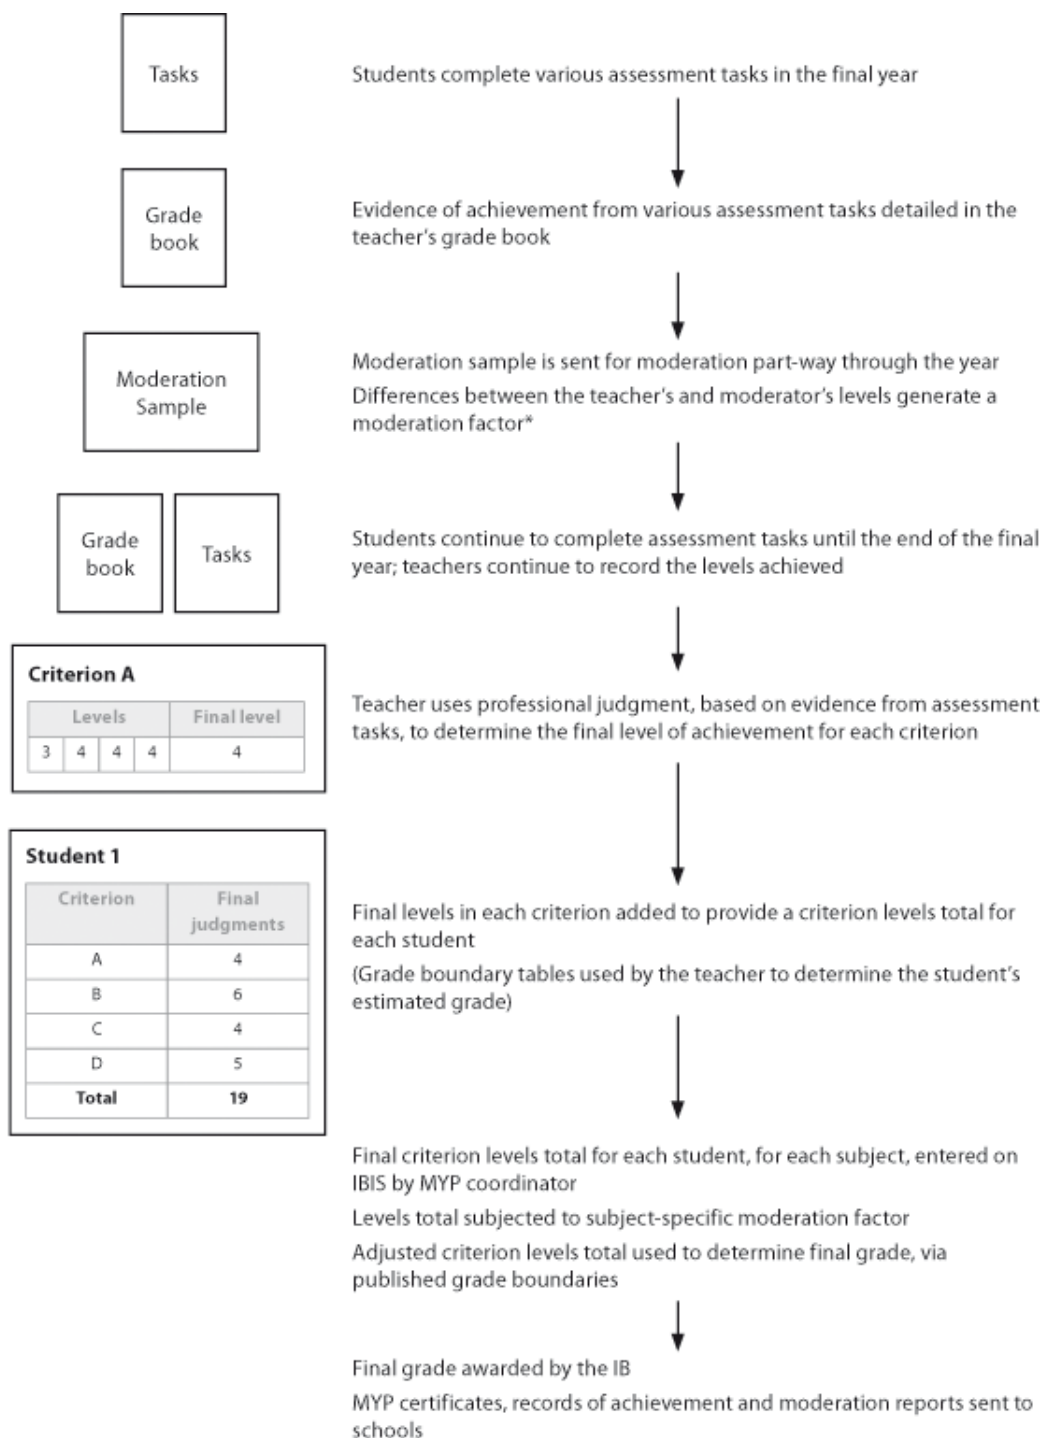 Tasks
Students complete various assessment tasks in the final year
Grade
book
Evidence of achievement from various assessment tasks detailed in the
teacher's grade book
Moderation
Sample
Moderation sample is sent for moderation part-way through the year
Differences between the teacher's and moderator's levels generate a
moderation factor*
Grade
book
Tasks
Students continue to complete assessment tasks until the end of the final
year; teachers continue to record the levels achieved
Criterion A
Levels Final level
3 4 4 4 4
Teacher uses professional judgment, based on evidence from assessment
tasks, to determine the final level of achievement for each criterion
Student 1
Criterion Final
judgments
A 4
B 6
C 4
D 5
Total 19
Final levels in each criterion added to provide a criterion levels total for
each student
(Grade boundary tables used by the teacher to determine the student's
estimated grade)
Final criterion levels total for each student, for each subject, entered on
IBIS by MYP coordinator
Levels total subjected to subject-specific moderation factor
Adjusted criterion levels total used to determine final grade, via
published grade boundaries
Final grade awarded by the IB
MYP certificates, records of achievement and moderation reports sent to
schools